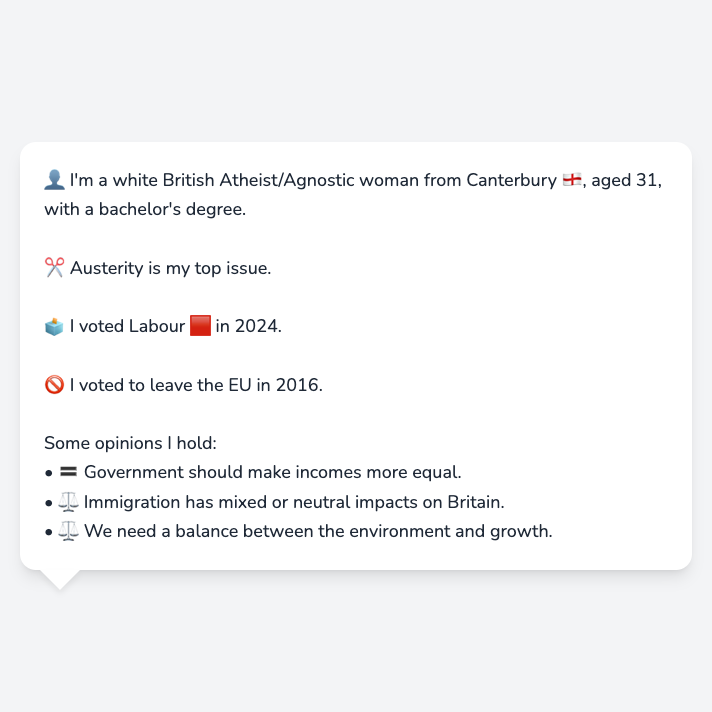 👤 I'm a white British Atheist/Agnostic woman from Canterbury 🏴󠁧󠁢󠁥󠁮󠁧󠁿, aged 31,
with a bachelor's degree.
✂️ Austerity is my top issue.
🗳️ I voted Labour 🟥 in 2024.
🚫 I voted to leave the EU in 2016.
Some opinions I hold:
• 🟰 Government should make incomes more equal.
• ⚖️ Immigration has mixed or neutral impacts on Britain.
• ⚖️ We need a balance between the environment and growth.